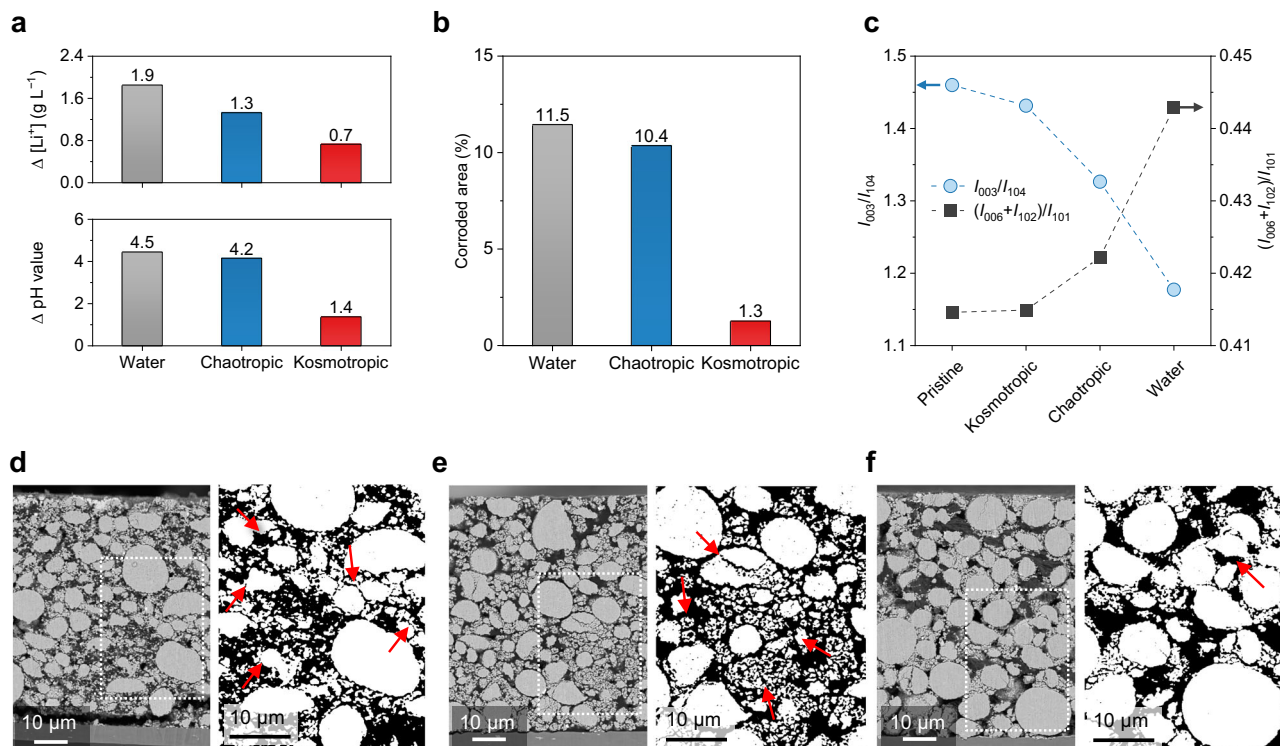 a
2.4
1.8
1.2
0.6
0.0
Δ [Li⁺] (g L⁻¹)
1.9
1.3
0.7
6
4
2
0
Δ pH value
4.5
4.2
1.4
Water
Chaotropic
Kosmotropic
b
15
10
5
0
Corroded area (%)
11.5
10.4
1.3
Water
Chaotropic
Kosmotropic
c
1.5
1.4
1.3
1.2
1.1
I₀₀₃/I₁₀₄
0.45
0.44
0.43
0.42
0.41
(I₀₀₆+I₁₀₂)/I₁₀₁
I₀₀₃/I₁₀₄
(I₀₀₆+I₁₀₂)/I₁₀₁
Pristine
Kosmotropic
Chaotropic
Water
d
10 µm
10 µm
e
10 µm
10 µm
f
10 µm
10 µm